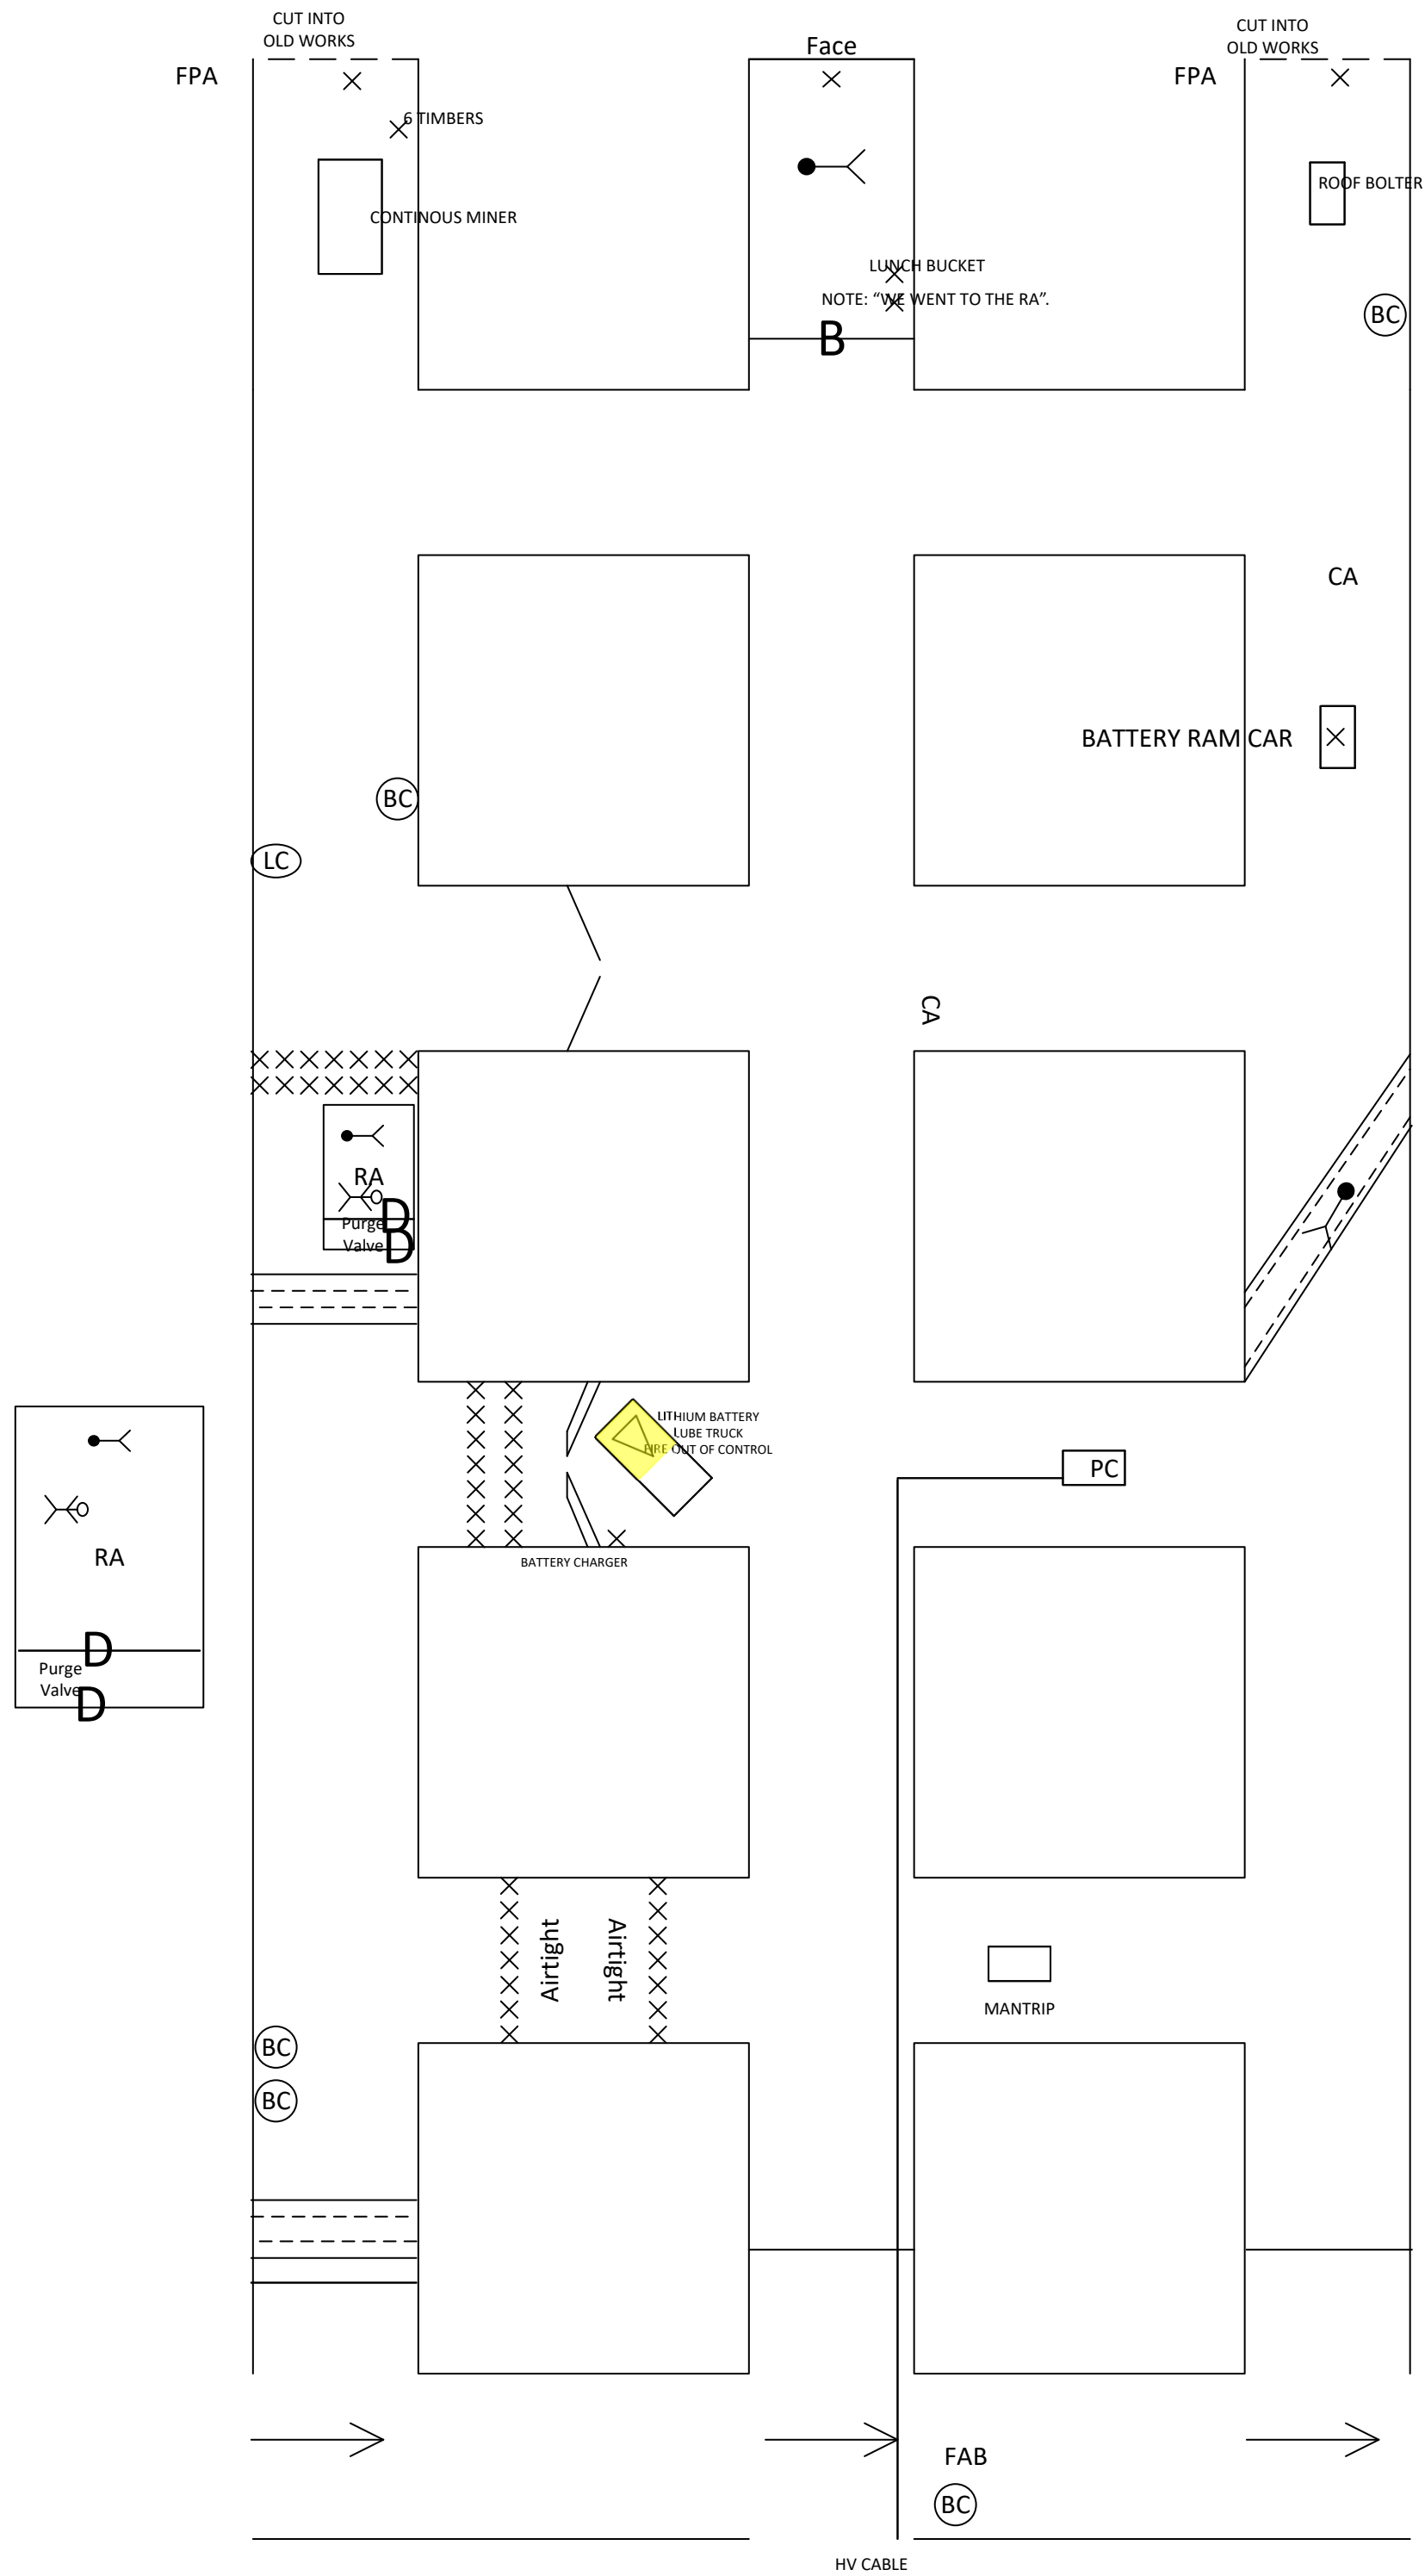 CUT INTO
OLD WORKS
CUT INTO
OLD WORKS
Face
FPA
FPA
6 TIMBERS
ROOF BOLTER
CONTINOUS MINER
LUNCH BUCKET
NOTE: “WE WENT TO THE RA”.
BC
B
CA
BATTERY RAM CAR
BC
LC
CA
RA
D
Purge
Valve
D
LITHIUM BATTERY
LUBE TRUCK
FIRE OUT OF CONTROL
PC
BATTERY CHARGER
RA
D
Purge
Valve
D
Airtight
Airtight
MANTRIP
BC
BC
FAB
BC
HV CABLE